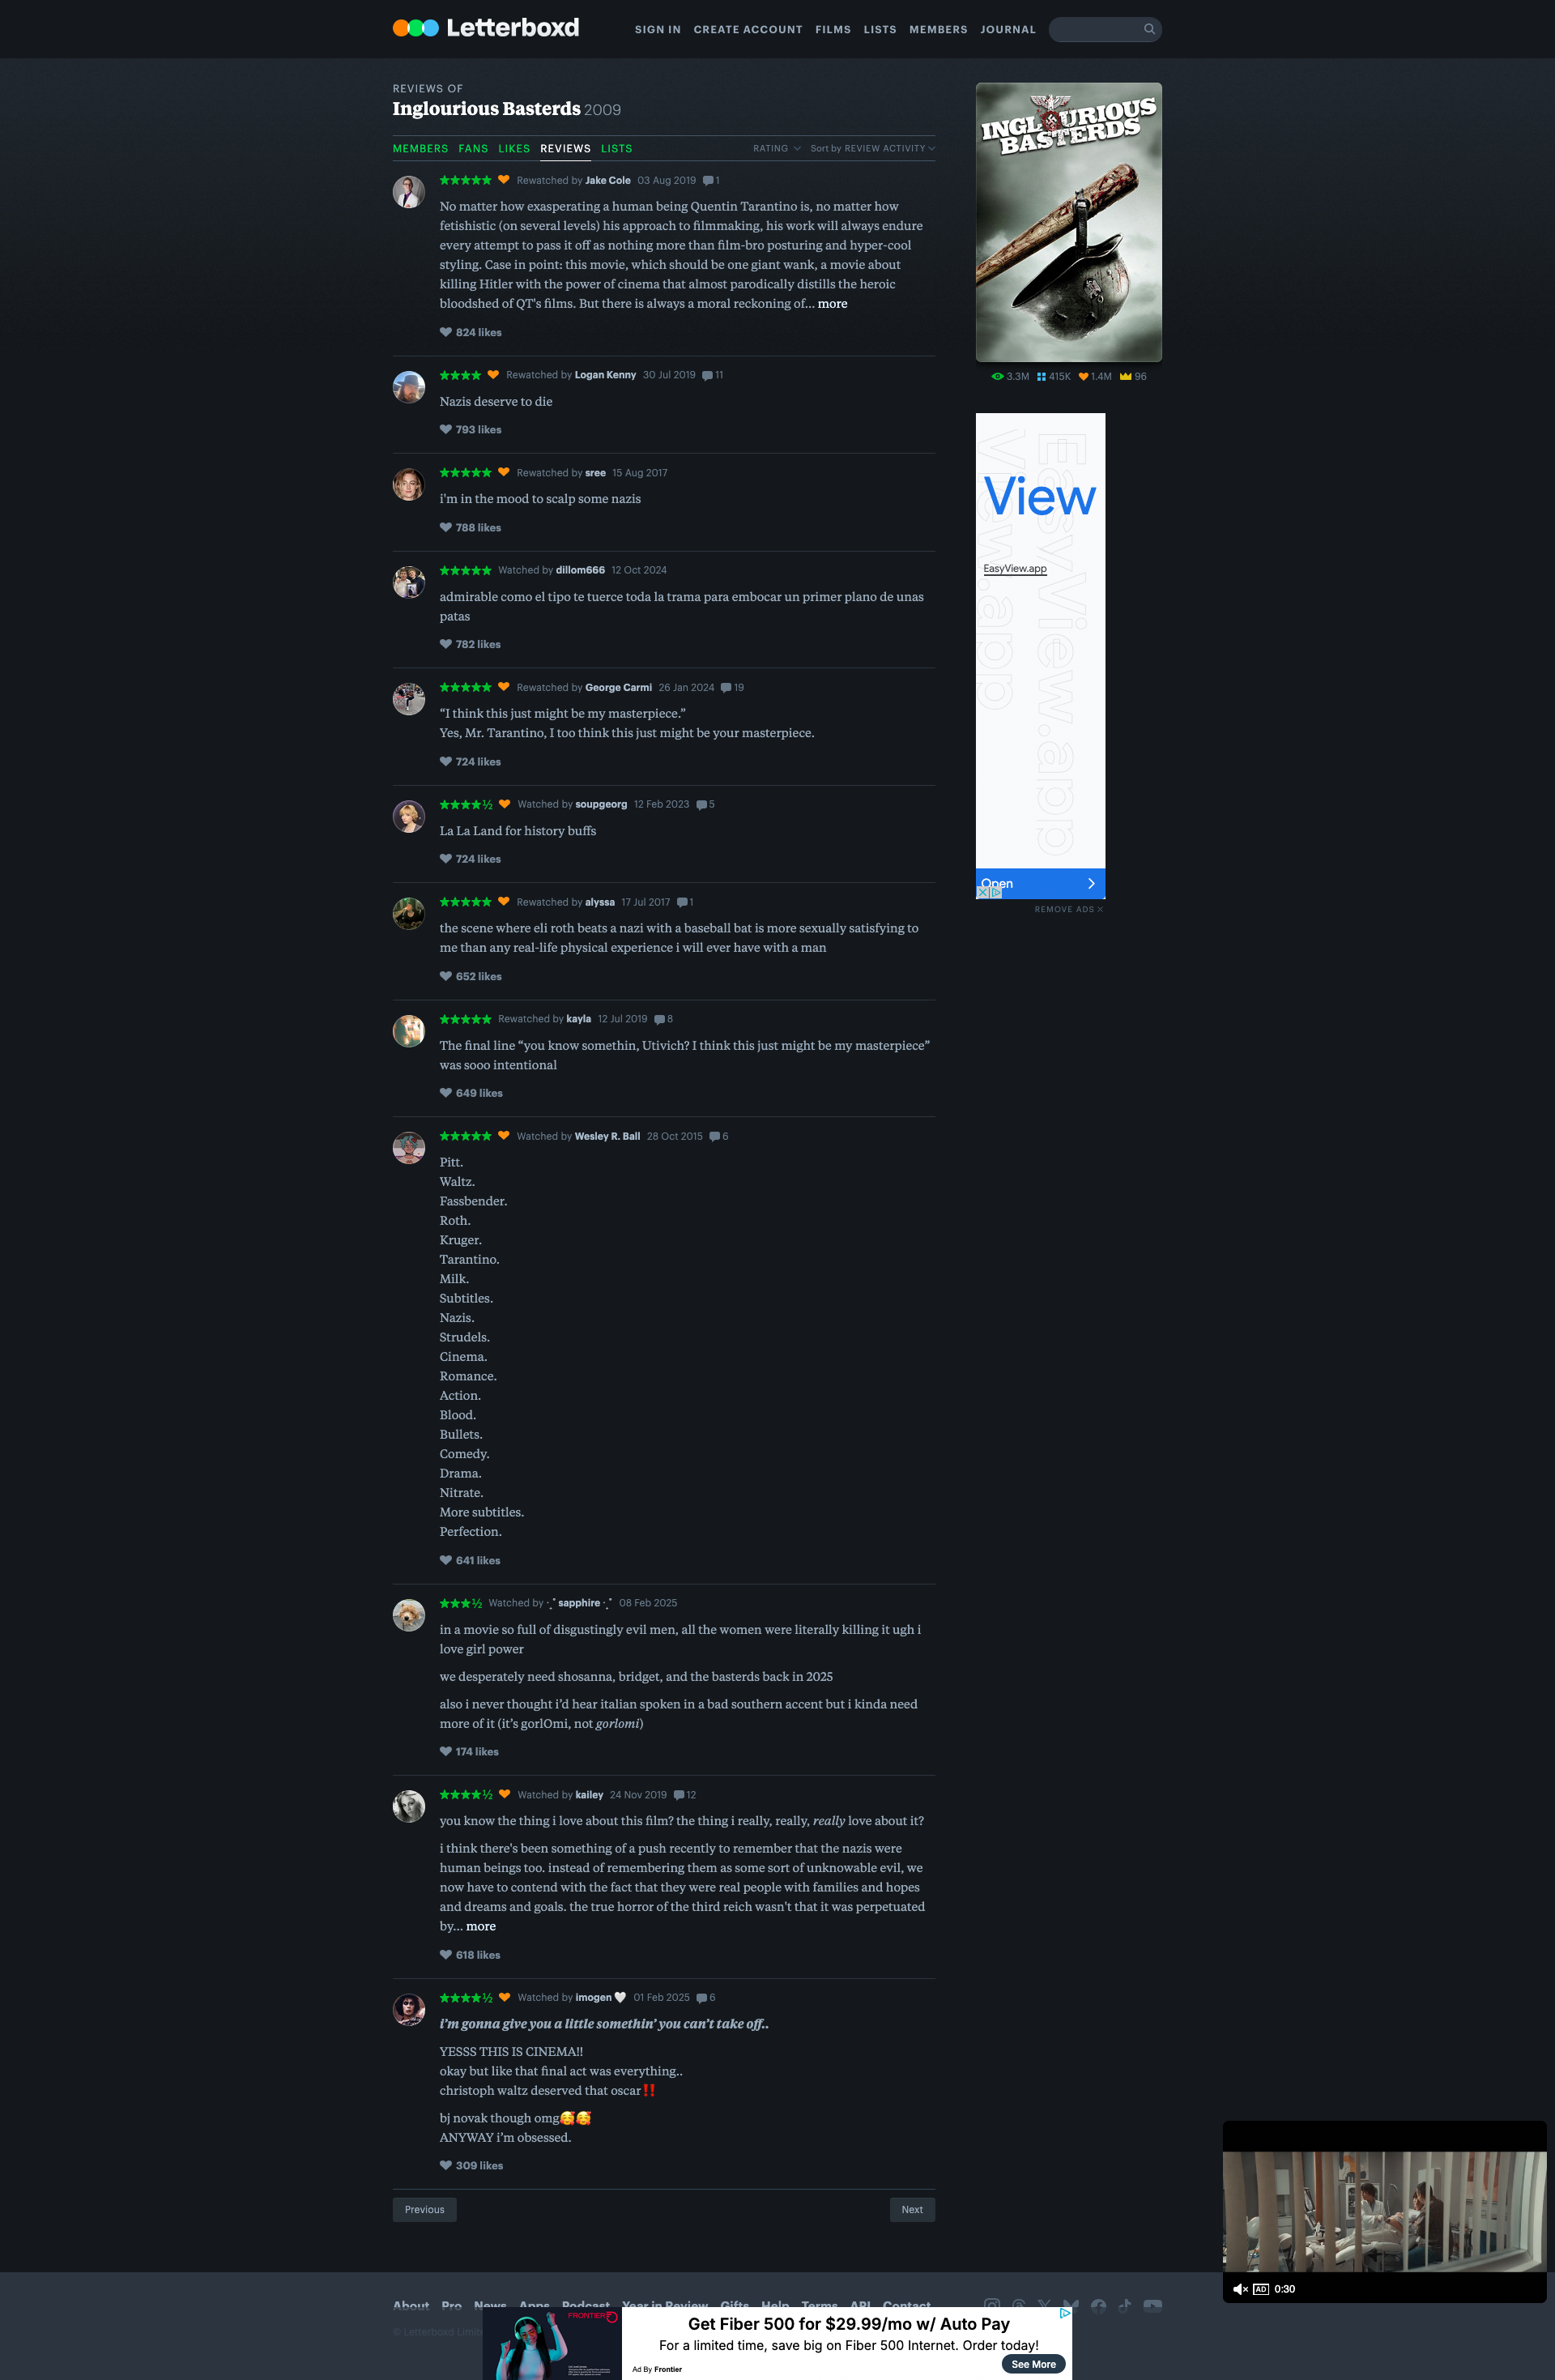 Letterboxd
SIGN IN CREATE ACCOUNT FILMS LISTS MEMBERS JOURNAL
REVIEWS OF
Inglourious Basterds 2009
MEMBERS FANS LIKES REVIEWS LISTS
RATING Sort by REVIEW ACTIVITY
★★★★★ Rewatched by Jake Cole 03 Aug 2019 1
No matter how exasperating a human being Quentin Tarantino is, no matter how
fetishistic (on several levels) his approach to filmmaking, his work will always endure
every attempt to pass it off as nothing more than film-bro posturing and hyper-cool
styling. Case in point: this movie, which should be one giant wank, a movie about
killing Hitler with the power of cinema that almost parodically distills the heroic
bloodshed of QT's films. But there is always a moral reckoning of... more
824 likes
★★★★ Rewatched by Logan Kenny 30 Jul 2019 11
Nazis deserve to die
793 likes
★★★★★ Rewatched by sree 15 Aug 2017
i'm in the mood to scalp some nazis
788 likes
★★★★★ Watched by dillom666 12 Oct 2024
admirable como el tipo te tuerce toda la trama para embocar un primer plano de unas
patas
782 likes
★★★★★ Rewatched by George Carmi 26 Jan 2024 19
“I think this just might be my masterpiece.”
Yes, Mr. Tarantino, I too think this just might be your masterpiece.
724 likes
★★★★½ Watched by soupgeorg 12 Feb 2023 5
La La Land for history buffs
724 likes
★★★★★ Rewatched by alyssa 17 Jul 2017 1
the scene where eli roth beats a nazi with a baseball bat is more sexually satisfying to
me than any real-life physical experience i will ever have with a man
652 likes
★★★★★ Rewatched by kayla 12 Jul 2019 8
The final line “you know somethin, Utivich? I think this just might be my masterpiece”
was sooo intentional
649 likes
★★★★★ Watched by Wesley R. Ball 28 Oct 2015 6
Pitt.
Waltz.
Fassbender.
Roth.
Kruger.
Tarantino.
Milk.
Subtitles.
Nazis.
Strudels.
Cinema.
Romance.
Action.
Blood.
Bullets.
Comedy.
Drama.
Nitrate.
More subtitles.
Perfection.
641 likes
★★★½ Watched by ·˛˚ sapphire ·˛˚ 08 Feb 2025
in a movie so full of disgustingly evil men, all the women were literally killing it ugh i
love girl power
we desperately need shosanna, bridget, and the basterds back in 2025
also i never thought i’d hear italian spoken in a bad southern accent but i kinda need
more of it (it’s gorlOmi, not gorlomi)
174 likes
★★★★½ Watched by kailey 24 Nov 2019 12
you know the thing i love about this film? the thing i really, really, really love about it?
i think there's been something of a push recently to remember that the nazis were
human beings too. instead of remembering them as some sort of unknowable evil, we
now have to contend with the fact that they were real people with families and hopes
and dreams and goals. the true horror of the third reich wasn't that it was perpetuated
by... more
618 likes
★★★★½ Watched by imogen 🤍 01 Feb 2025 6
i’m gonna give you a little somethin’ you can’t take off..
YESSS THIS IS CINEMA!!
okay but like that final act was everything..
christoph waltz deserved that oscar‼️
bj novak though omg🥰🥰
ANYWAY i’m obsessed.
309 likes
Previous Next
INGLOURIOUS
BASTERDS
3.3M 415K 1.4M 96
View
EasyView.app
EasyView.app
View.app
Open
REMOVE ADS
AD 0:30
About Pro News Apps Podcast Year in Review Gifts Help Terms API Contact
© Letterboxd Limi
FRONTIER
Get Fiber 500 for $29.99/mo w/ Auto Pay
For a limited time, save big on Fiber 500 Internet. Order today!
Ad By Frontier
See More